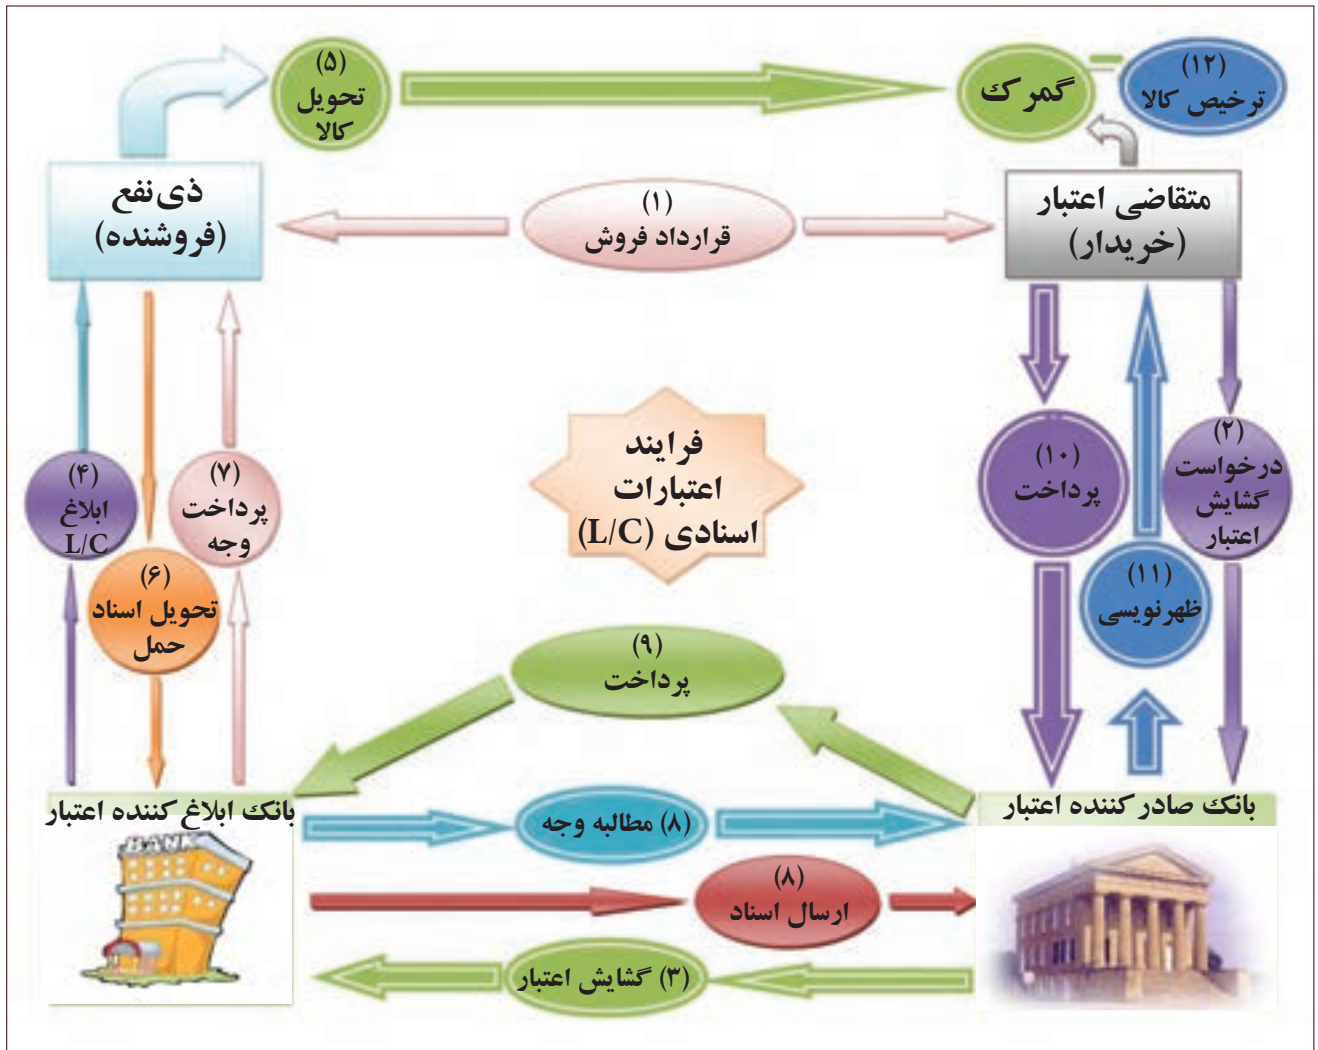 (۱۲)
ترخیص کالا
گمرک
(۵)
تحویل
کالا
متقاضی اعتبار
(خریدار)
(۱)
قرارداد فروش
ذی‌نفع
(فروشنده)
(۲)
درخواست
گشایش
اعتبار
(۱۰)
پرداخت
(۱۱)
ظهرنویسی
فرایند
اعتبارات
اسنادی (L/C)
(۷)
پرداخت
وجه
(۶)
تحویل اسناد
حمل
(۴)
ابلاغ
L/C
(۹)
پرداخت
بانک صادر کننده اعتبار
بانک ابلاغ کننده اعتبار
(۸) مطالبه وجه
(۸)
ارسال اسناد
(۳) گشایش اعتبار
BANK